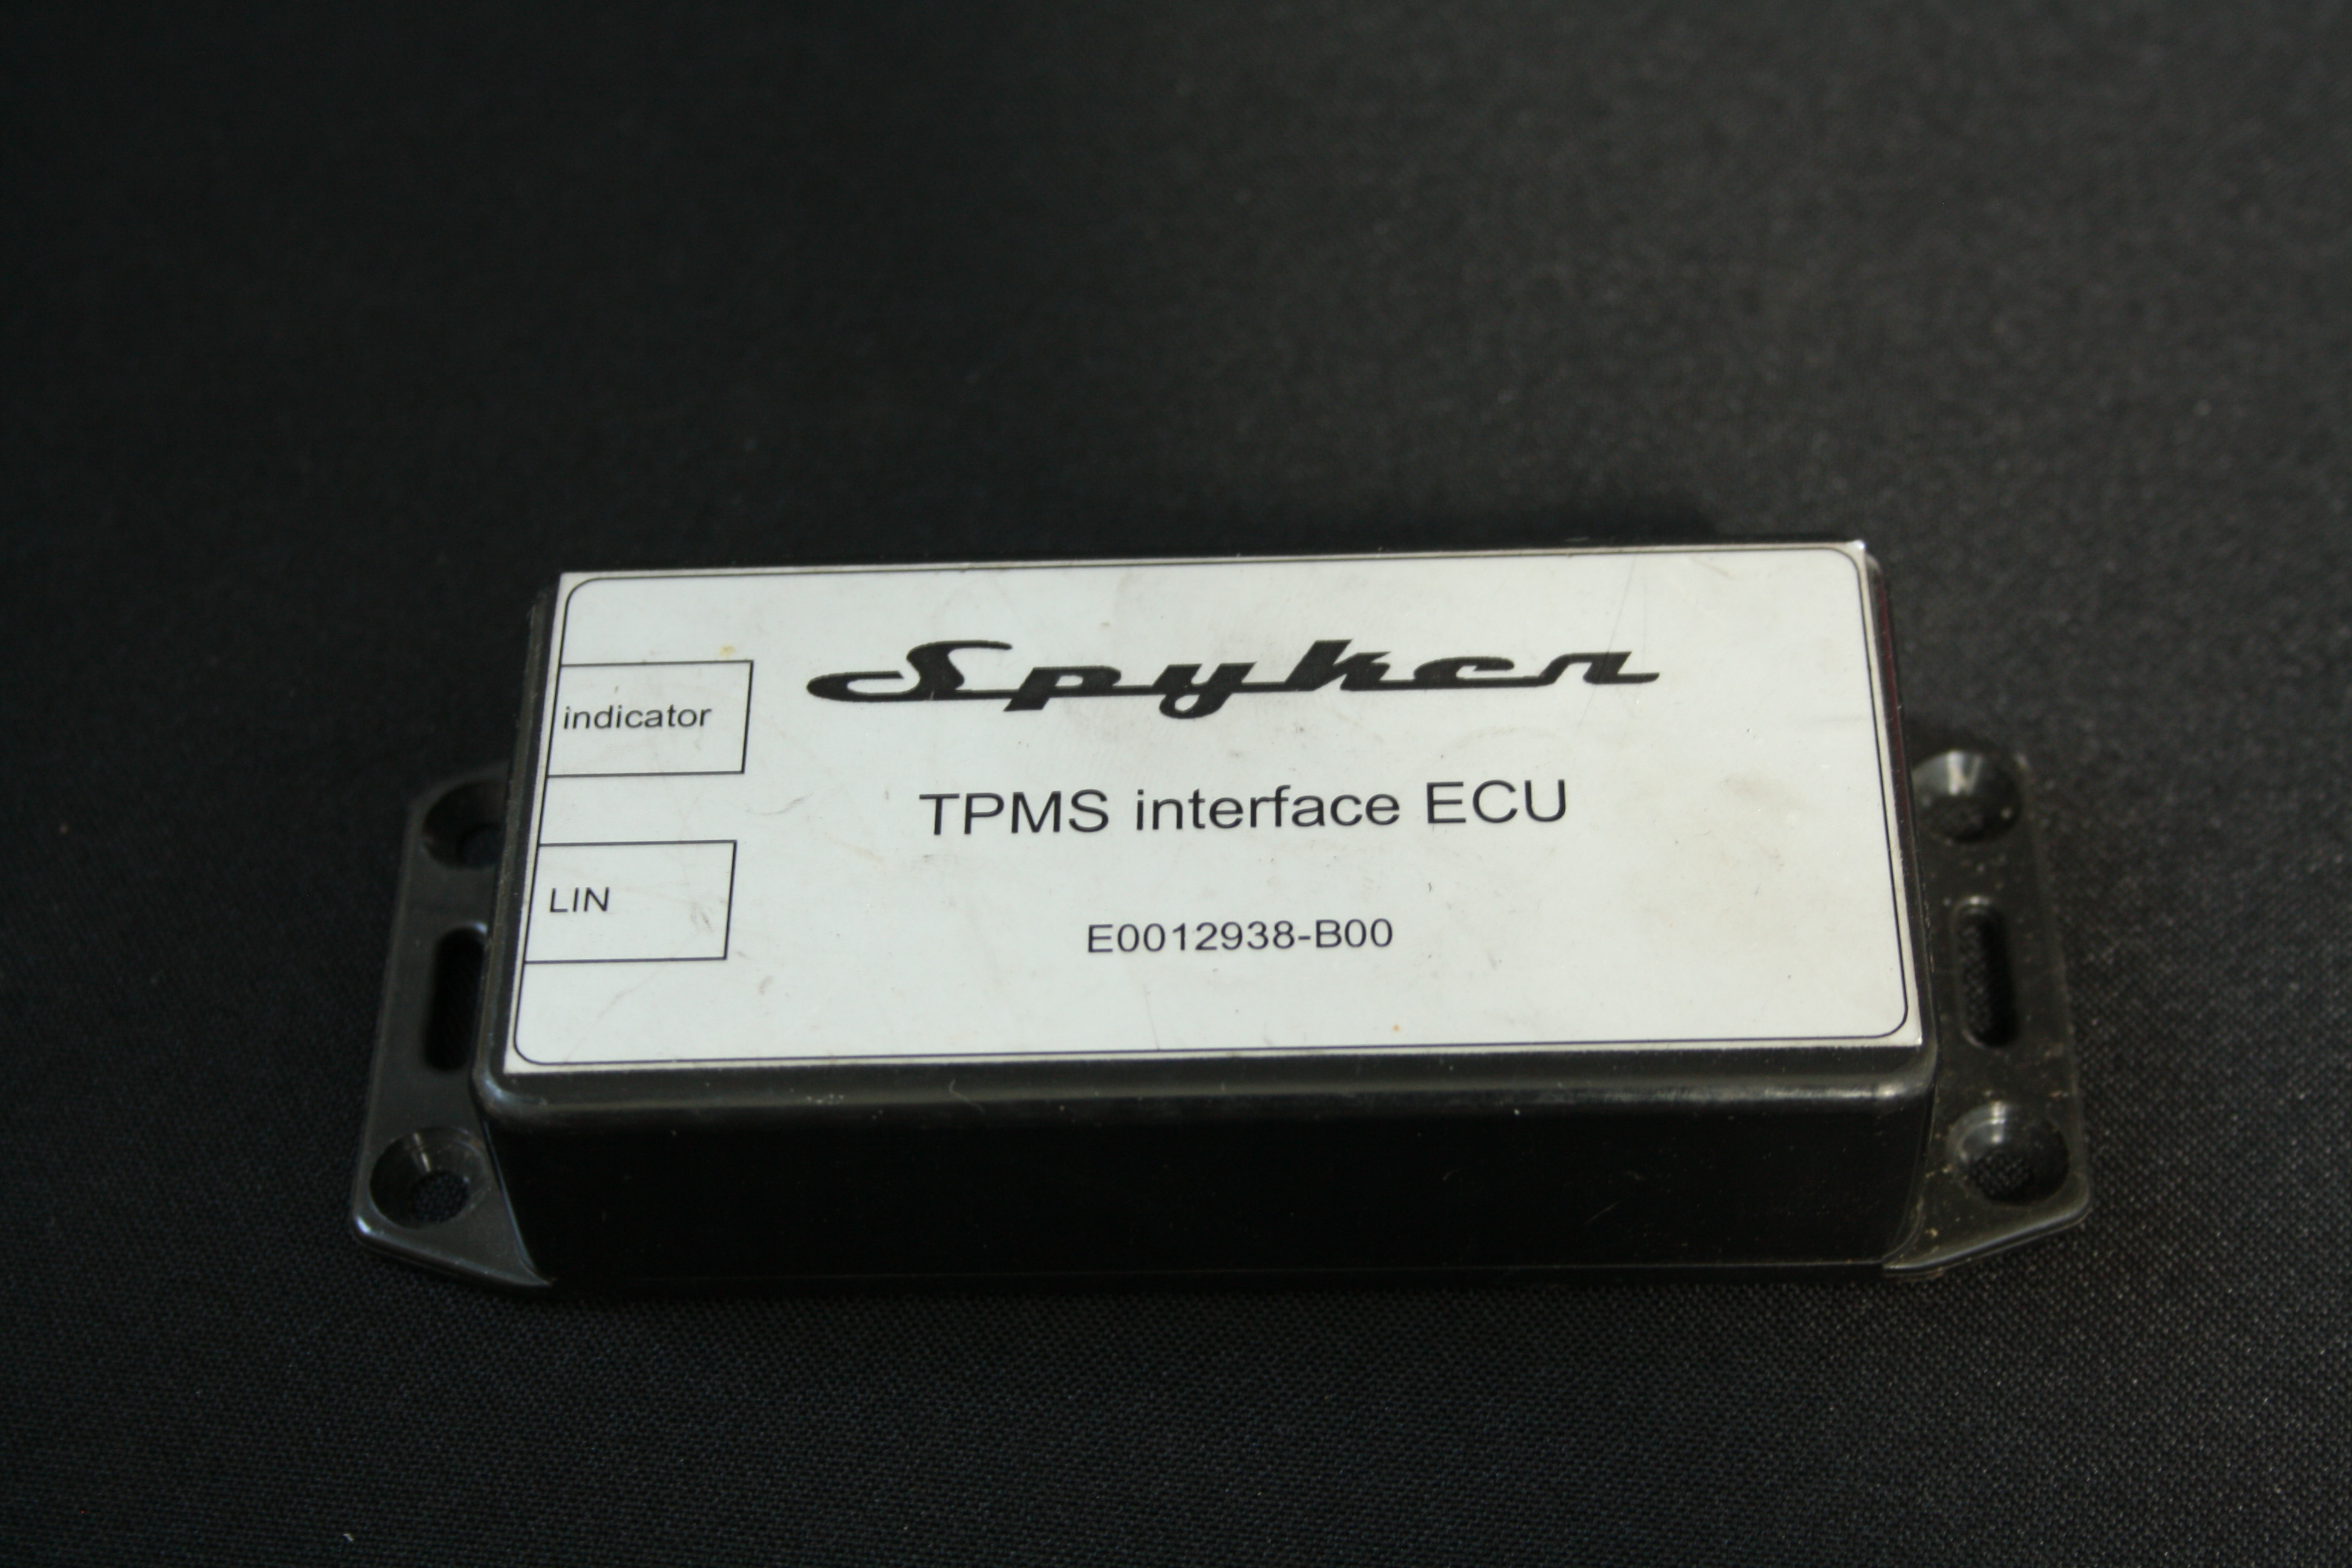 Spyker
indicator
TPMS interface ECU
LIN
E0012938-B00